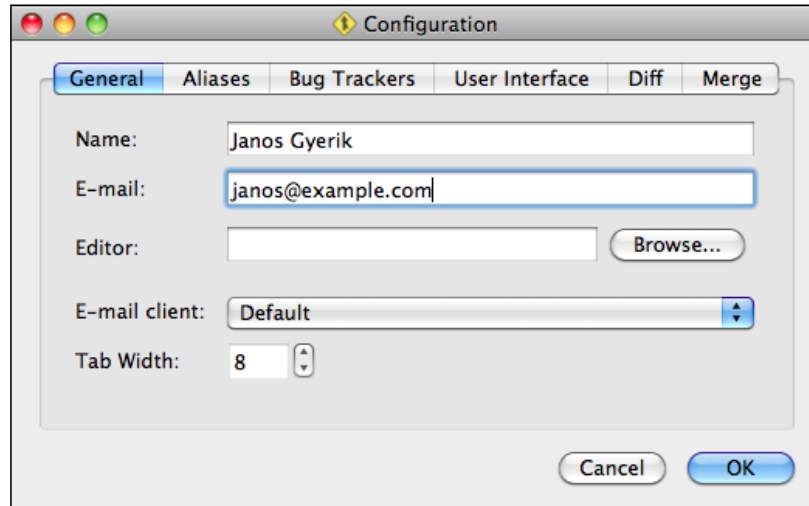 Configuration
General Aliases Bug Trackers User Interface Diff Merge
Name: Janos Gyerik
E-mail: janos@example.com
Editor: Browse...
E-mail client: Default
Tab Width: 8
Cancel OK